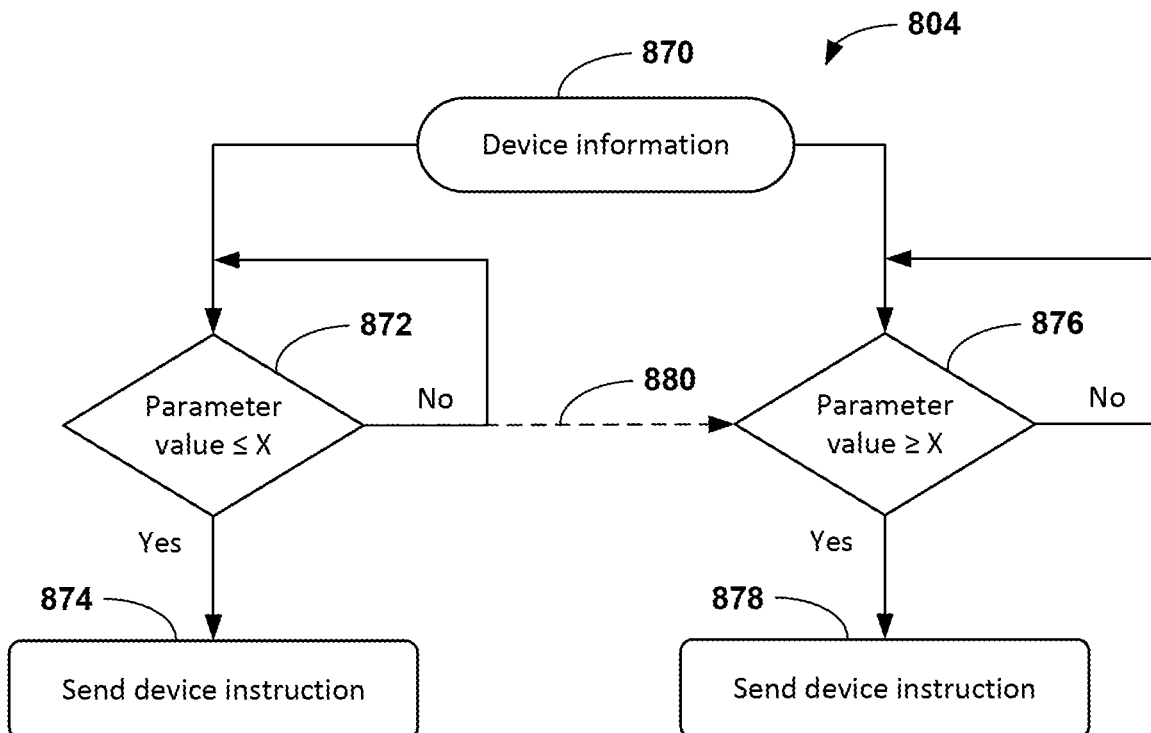 804
870
Device information
872
Parameter
value ≤ X
No
880
876
Parameter
value ≥ X
No
Yes
Yes
874
Send device instruction
878
Send device instruction